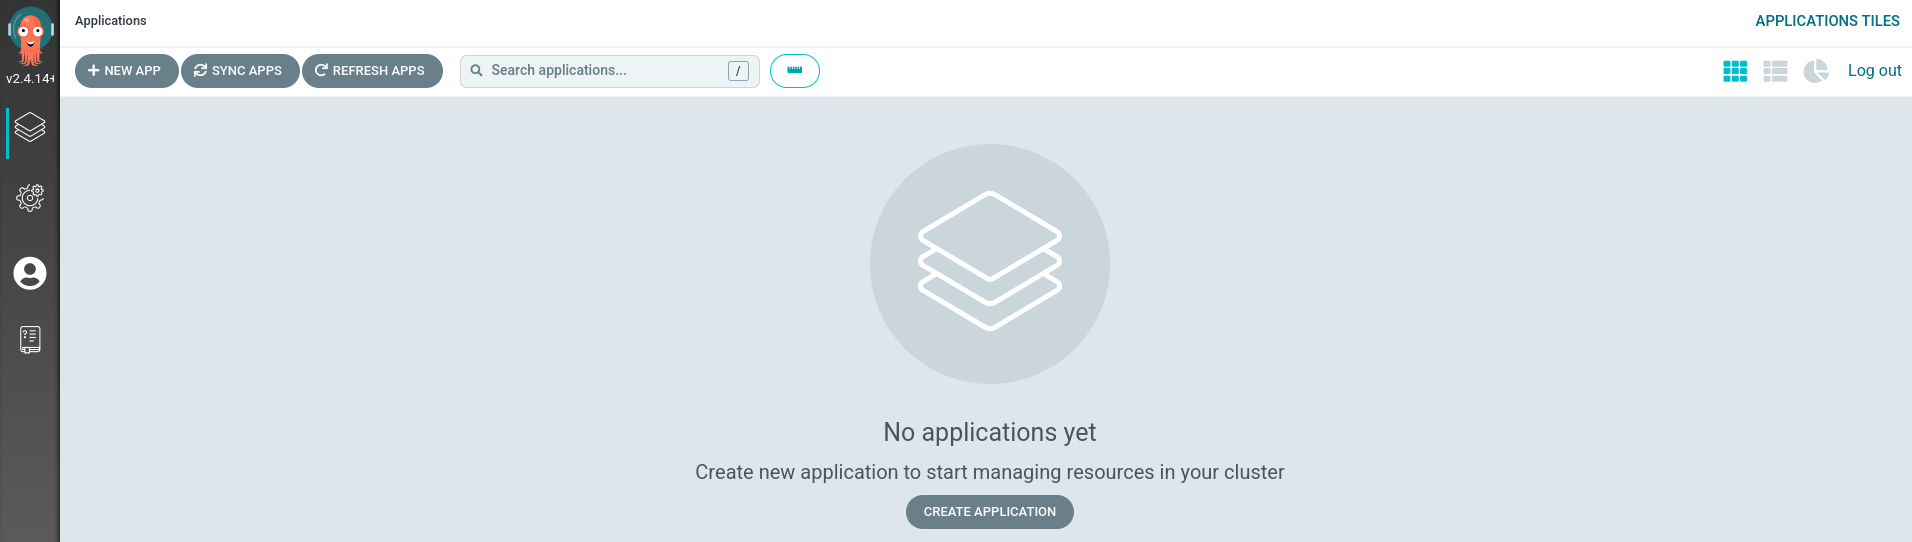 Applications
APPLICATIONS TILES
v2.4.14+
NEW APP
SYNC APPS
REFRESH APPS
Search applications...
/
Log out
No applications yet
Create new application to start managing resources in your cluster
CREATE APPLICATION